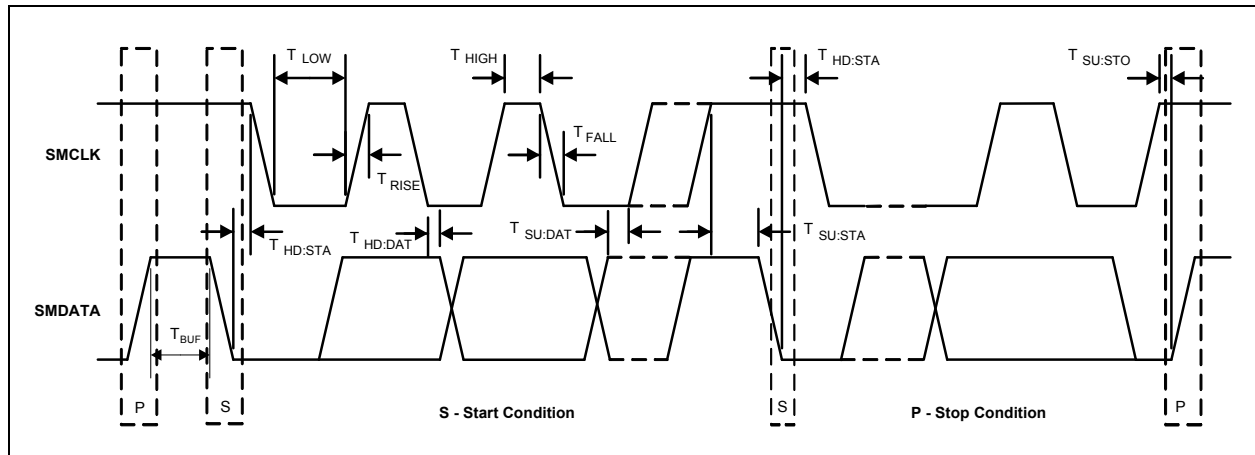 T LOW
T HIGH
T HD:STA
T SU:STO
SMCLK
T FALL
T RISE
T HD:STA
T HD:DAT
T SU:DAT
T SU:STA
SMDATA
T BUF
P
S
S - Start Condition
S
P - Stop Condition
P